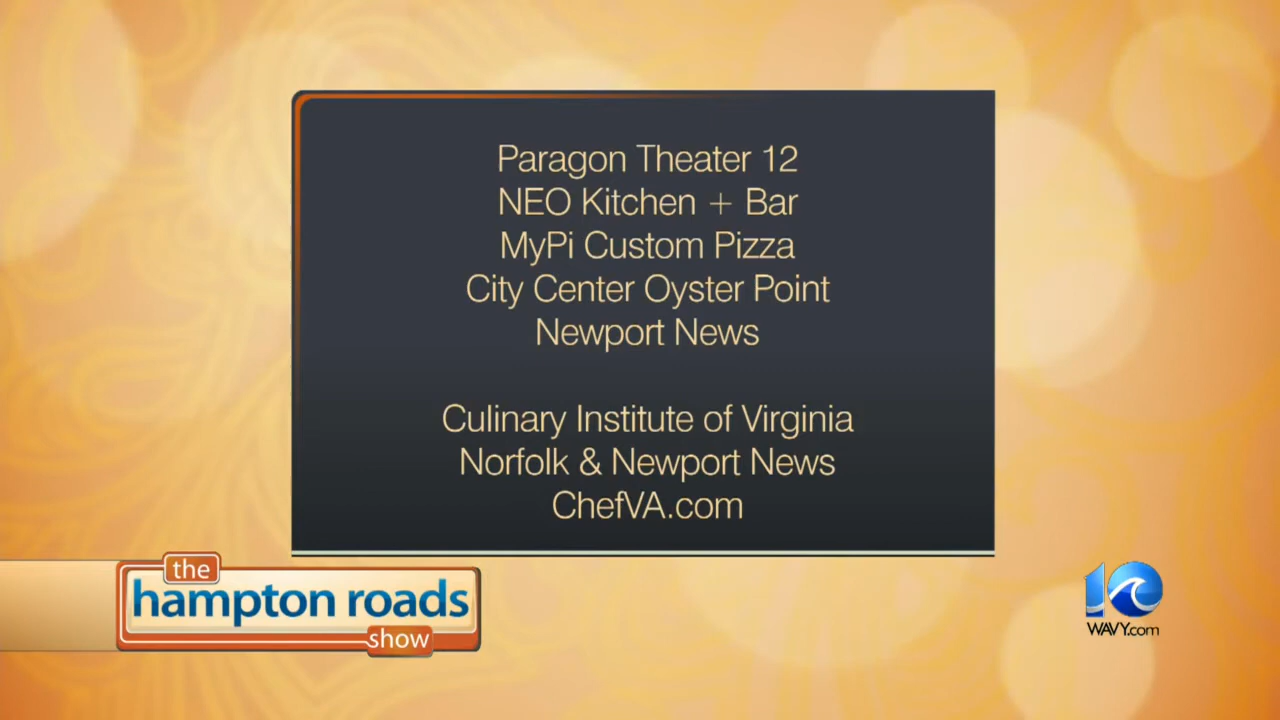 Paragon Theater 12
NEO Kitchen + Bar
MyPi Custom Pizza
City Center Oyster Point
Newport News
Culinary Institute of Virginia
Norfolk & Newport News
ChefVA.com
the
hampton roads
show
10
WAVY.com